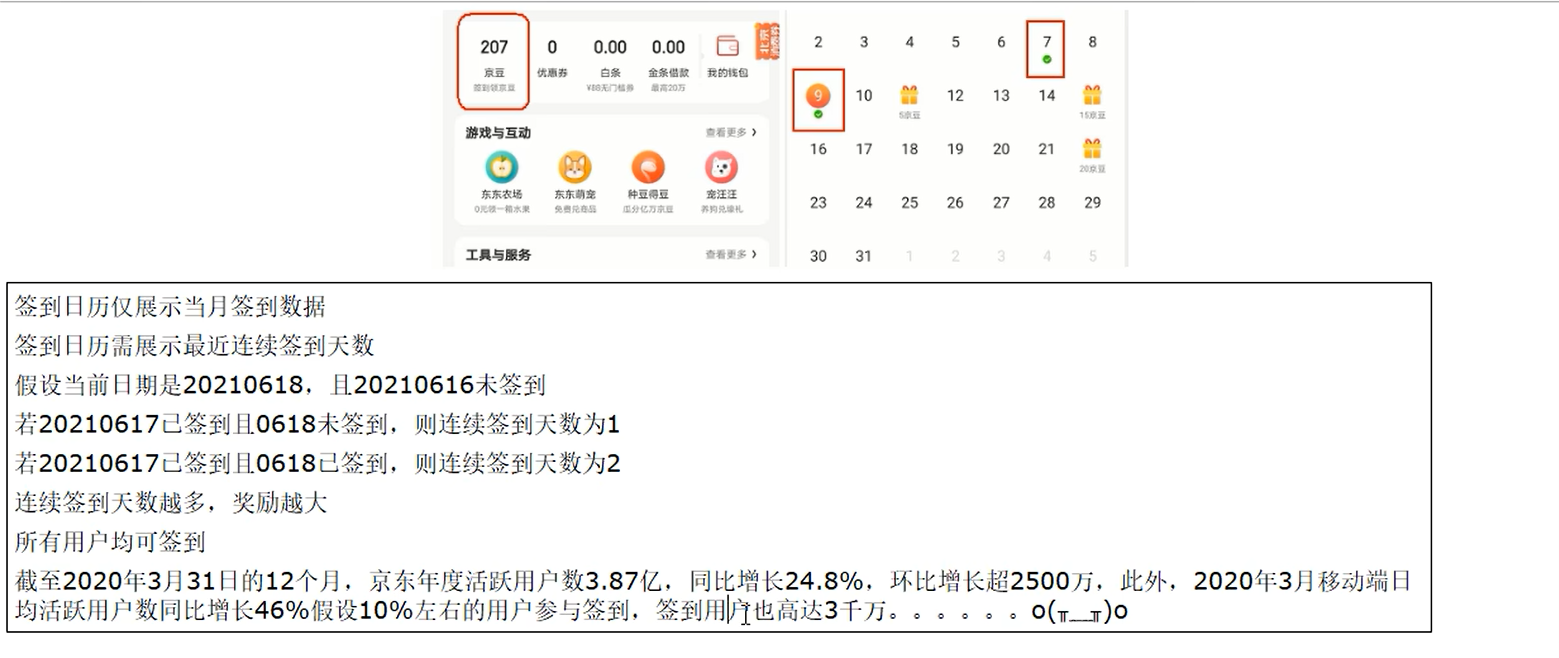 207 0 0.00 0.00
京豆 优惠券 白条 金条借款 我的钱包
签到领京豆 ¥88无门槛券 最高20万
游戏与互动 查看更多 >
东东农场 东东萌宠 种豆得豆 宠汪汪
0元领一箱水果 免费兑商品 瓜分亿万京豆 养狗兑壕礼
工具与服务 查看更多 >
2 3 4 5 6 7 8
9 10 12 13 14
5京豆 15京豆
16 17 18 19 20 21
20京豆
23 24 25 26 27 28 29
30 31 1 2 3 4 5
签到日历仅展示当月签到数据
签到日历需展示最近连续签到天数
假设当前日期是20210618，且20210616未签到
若20210617已签到且0618未签到，则连续签到天数为1
若20210617已签到且0618已签到，则连续签到天数为2
连续签到天数越多，奖励越大
所有用户均可签到
截至2020年3月31日的12个月，京东年度活跃用户数3.87亿，同比增长24.8%，环比增长超2500万，此外，2020年3月移动端日
均活跃用户数同比增长46%假设10%左右的用户参与签到，签到用户也高达3千万。。。。。。o(╥﹏╥)o